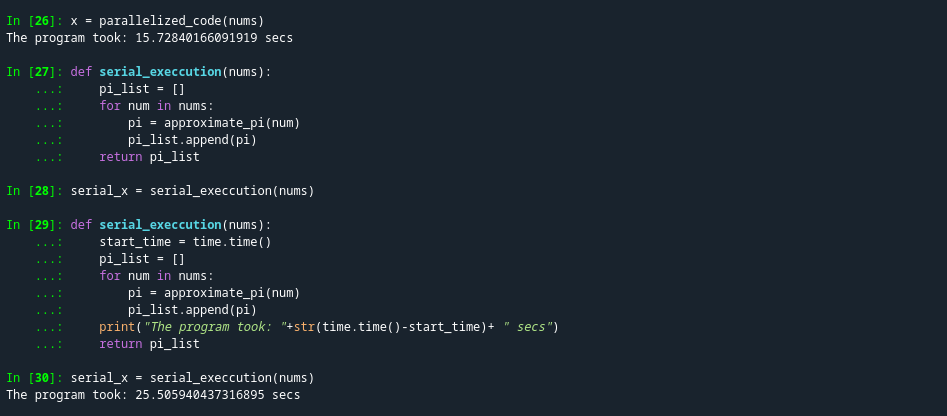 In [26]: x = parallelized_code(nums)
The program took: 15.72840166091919 secs
In [27]: def serial_execcution(nums):
    ...:     pi_list = []
    ...:     for num in nums:
    ...:         pi = approximate_pi(num)
    ...:         pi_list.append(pi)
    ...:     return pi_list
In [28]: serial_x = serial_execcution(nums)
In [29]: def serial_execcution(nums):
    ...:     start_time = time.time()
    ...:     pi_list = []
    ...:     for num in nums:
    ...:         pi = approximate_pi(num)
    ...:         pi_list.append(pi)
    ...:     print("The program took: "+str(time.time()-start_time)+ " secs")
    ...:     return pi_list
In [30]: serial_x = serial_execcution(nums)
The program took: 25.505940437316895 secs